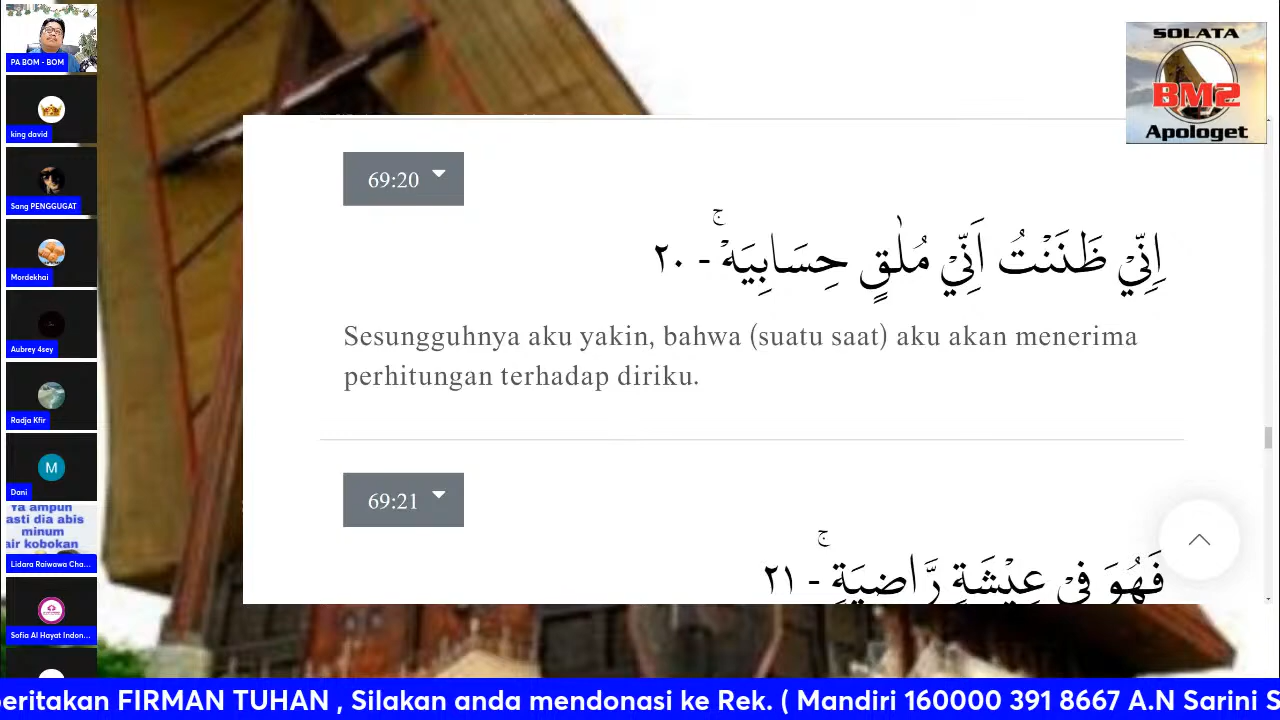 PA BOM - BOM
king david
Sang PENGGUGAT
Mordekhai
Aubrey 4sey
Radja Kfir
M
Dani
Ya ampun
asti dia abis
minum
air kobokan
Lidara Raiwawa Cha...
Sofia Al Hayat Indon...
SOLATA
BM2
Apologet
69:20
اِنِّيْ ظَنَنْتُ اَنِّيْ مُلٰقٍ حِسَابِيَهْۚ - ٢٠
Sesungguhnya aku yakin, bahwa (suatu saat) aku akan menerima
perhitungan terhadap diriku.
69:21
فَهُوَ فِيْ عِيْشَةٍ رَّاضِيَةٍۚ - ٢١
eritakan FIRMAN TUHAN , Silakan anda mendonasi ke Rek. ( Mandiri 160000 391 8667 A.N Sarini S